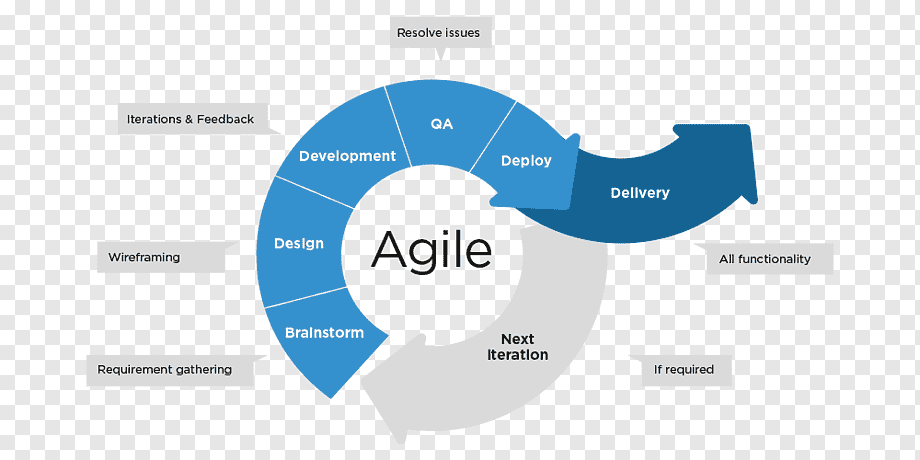 Resolve issues
Iterations & Feedback
QA
Development
Deploy
Delivery
Design
Agile
Wireframing
All functionality
Brainstorm
Next
Iteration
Requirement gathering
If required